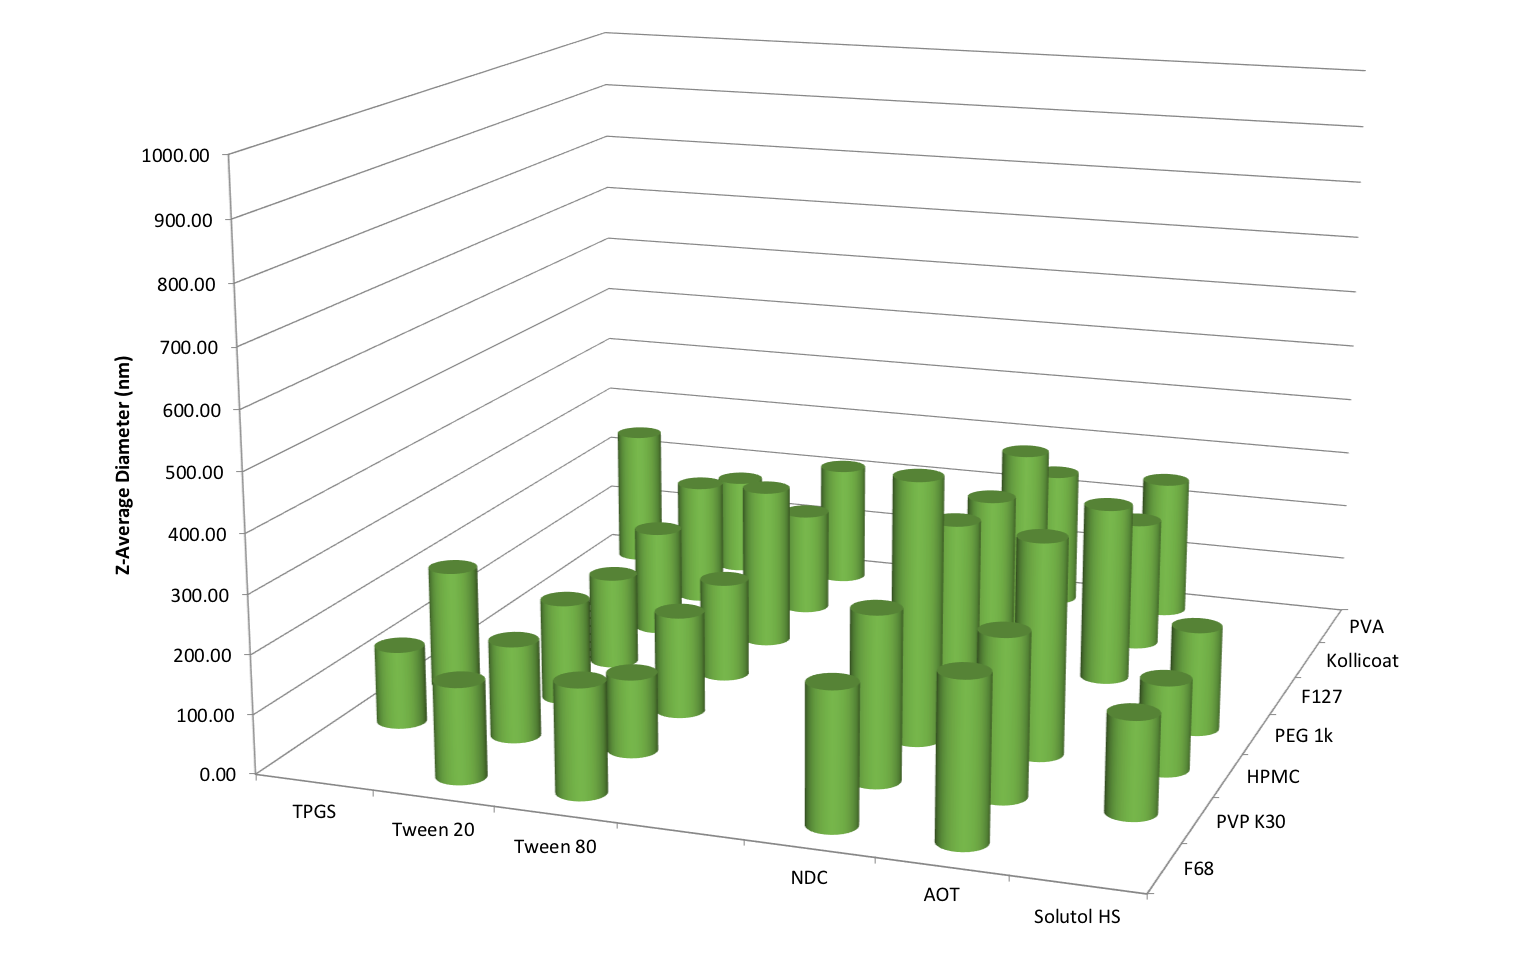 1000.00
900.00
800.00
700.00
600.00
500.00
400.00
300.00
200.00
100.00
0.00
Z-Average Diameter (nm)
TPGS
Tween 20
Tween 80
NDC
AOT
Solutol HS
PVA
Kollicoat
F127
PEG 1k
HPMC
PVP K30
F68